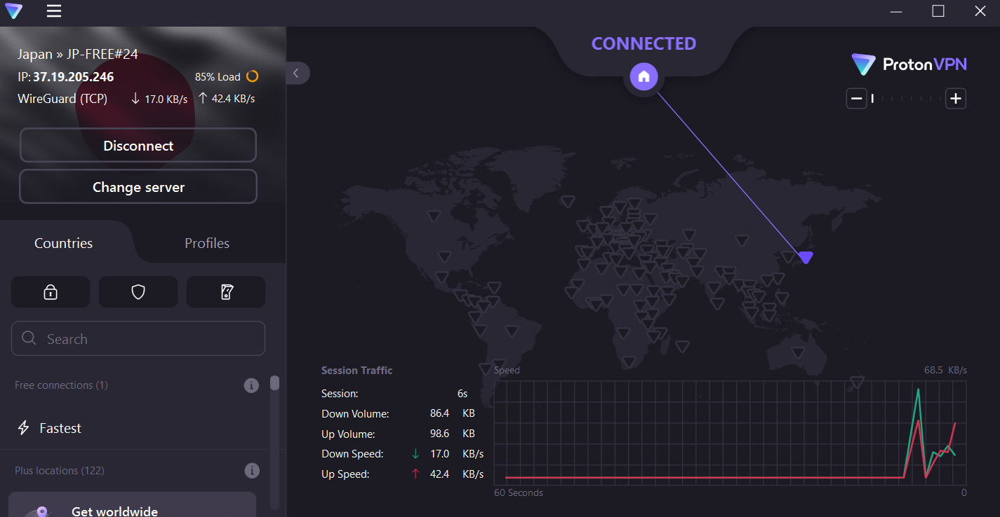 Japan » JP-FREE#24
IP: 37.19.205.246
85% Load
WireGuard (TCP)
↓ 17.0 KB/s ↑ 42.4 KB/s
Disconnect
Change server
Countries
Profiles
Search
Free connections (1)
Fastest
Plus locations (122)
Get worldwide
CONNECTED
ProtonVPN
Session Traffic
Session: 6s
Down Volume: 86.4 KB
Up Volume: 98.6 KB
Down Speed: ↓ 17.0 KB/s
Up Speed: ↑ 42.4 KB/s
Speed
68.5 KB/s
60 Seconds
0